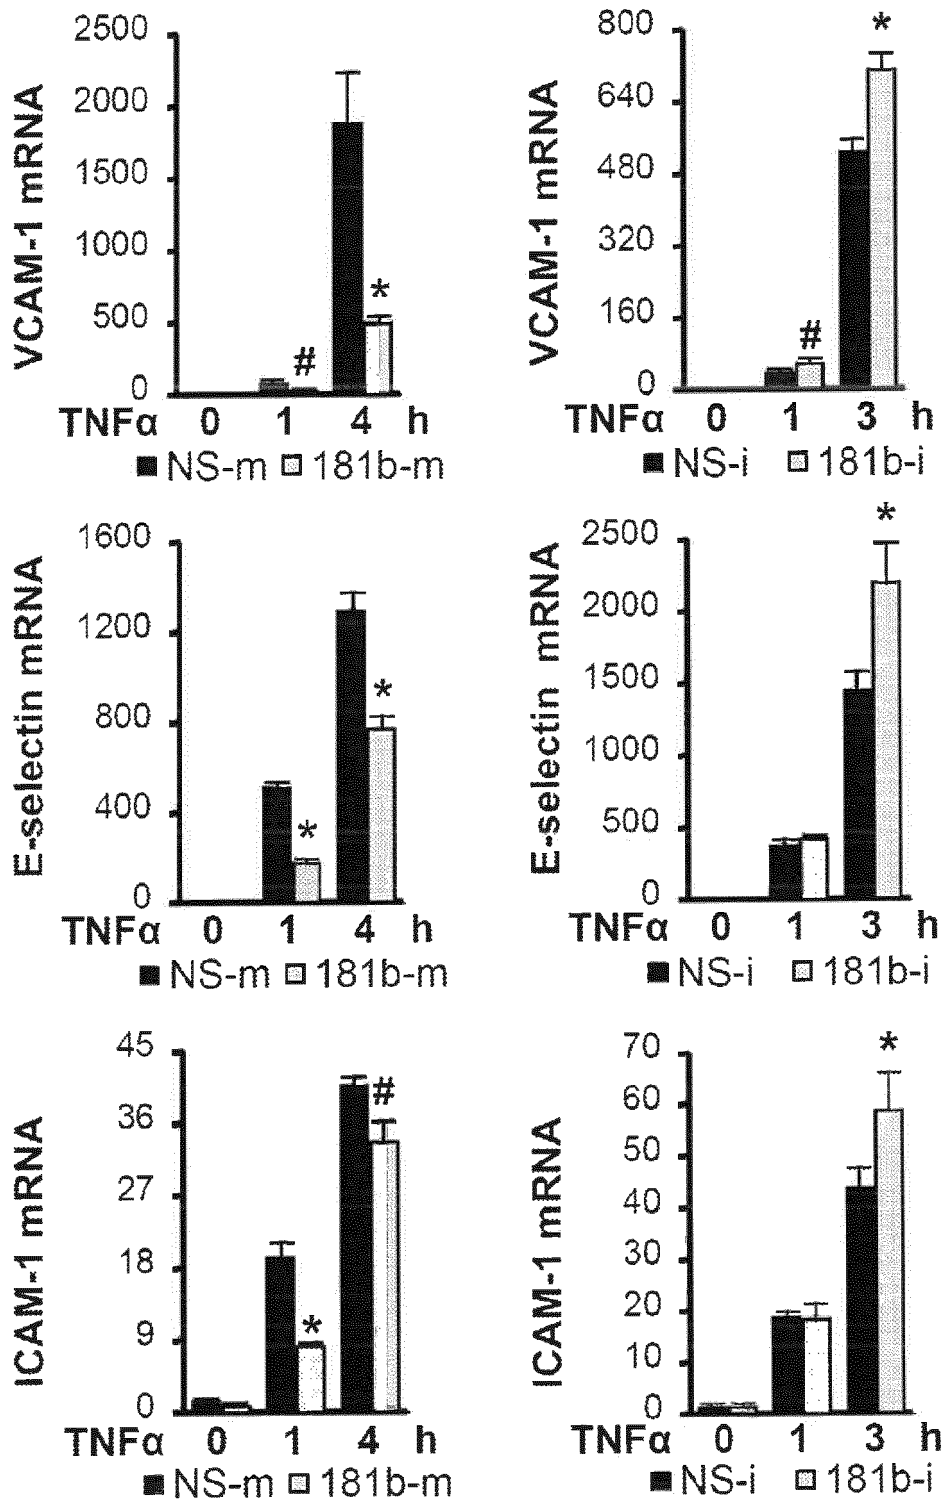 VCAM-1 mRNA
2500
2000
1500
1000
500
0
#
*
TNFα 0 1 4 h
■ NS-m □ 181b-m
VCAM-1 mRNA
800
640
480
320
160
0
#
*
TNFα 0 1 3 h
■ NS-i □ 181b-i
E-selectin mRNA
1600
1200
800
400
0
*
*
TNFα 0 1 4 h
■ NS-m □ 181b-m
E-selectin mRNA
2500
2000
1500
1000
500
0
*
TNFα 0 1 3 h
■ NS-i □ 181b-i
ICAM-1 mRNA
45
36
27
18
9
0
*
#
TNFα 0 1 4 h
■ NS-m □ 181b-m
ICAM-1 mRNA
70
60
50
40
30
20
10
0
*
TNFα 0 1 3 h
■ NS-i □ 181b-i